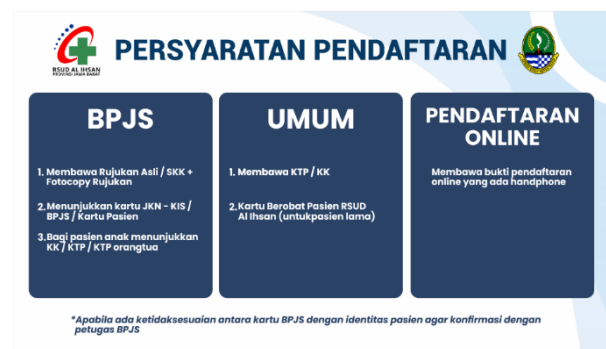 RSUD AL IHSAN
PROVINSI JAWA BARAT
PERSYARATAN PENDAFTARAN
BPJS
1. Membawa Rujukan Asli / SKK +
Fotocopy Rujukan
2. Menunjukkan kartu JKN - KIS /
BPJS / Kartu Pasien
3. Bagi pasien anak menunjukkan
KK / KTP / KTP orangtua
UMUM
1. Membawa KTP / KK
2. Kartu Berobat Pasien RSUD
Al Ihsan (untukpasien lama)
PENDAFTARAN
ONLINE
Membawa bukti pendaftaran
online yang ada handphone
*Apabila ada ketidaksesuaian antara kartu BPJS dengan identitas pasien agar konfirmasi dengan
petugas BPJS